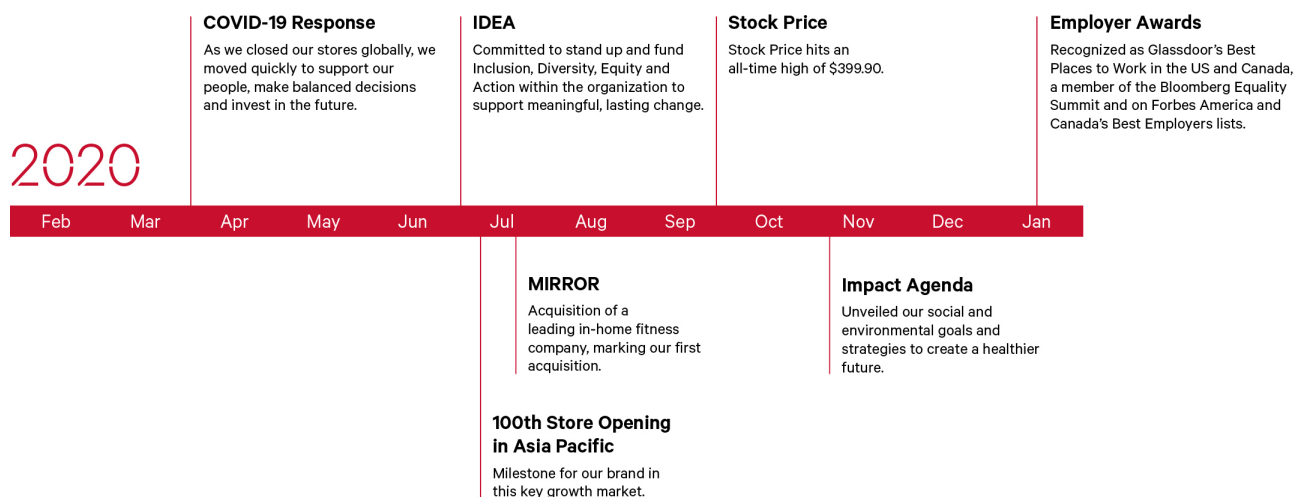 COVID-19 Response
As we closed our stores globally, we
moved quickly to support our
people, make balanced decisions
and invest in the future.
IDEA
Committed to stand up and fund
Inclusion, Diversity, Equity and
Action within the organization to
support meaningful, lasting change.
Stock Price
Stock Price hits an
all-time high of $399.90.
Employer Awards
Recognized as Glassdoor’s Best
Places to Work in the US and Canada,
a member of the Bloomberg Equality
Summit and on Forbes America and
Canada’s Best Employers lists.
2020
Feb Mar Apr May Jun Jul Aug Sep Oct Nov Dec Jan
MIRROR
Acquisition of a
leading in-home fitness
company, marking our first
acquisition.
Impact Agenda
Unveiled our social and
environmental goals and
strategies to create a healthier
future.
100th Store Opening
in Asia Pacific
Milestone for our brand in
this key growth market.